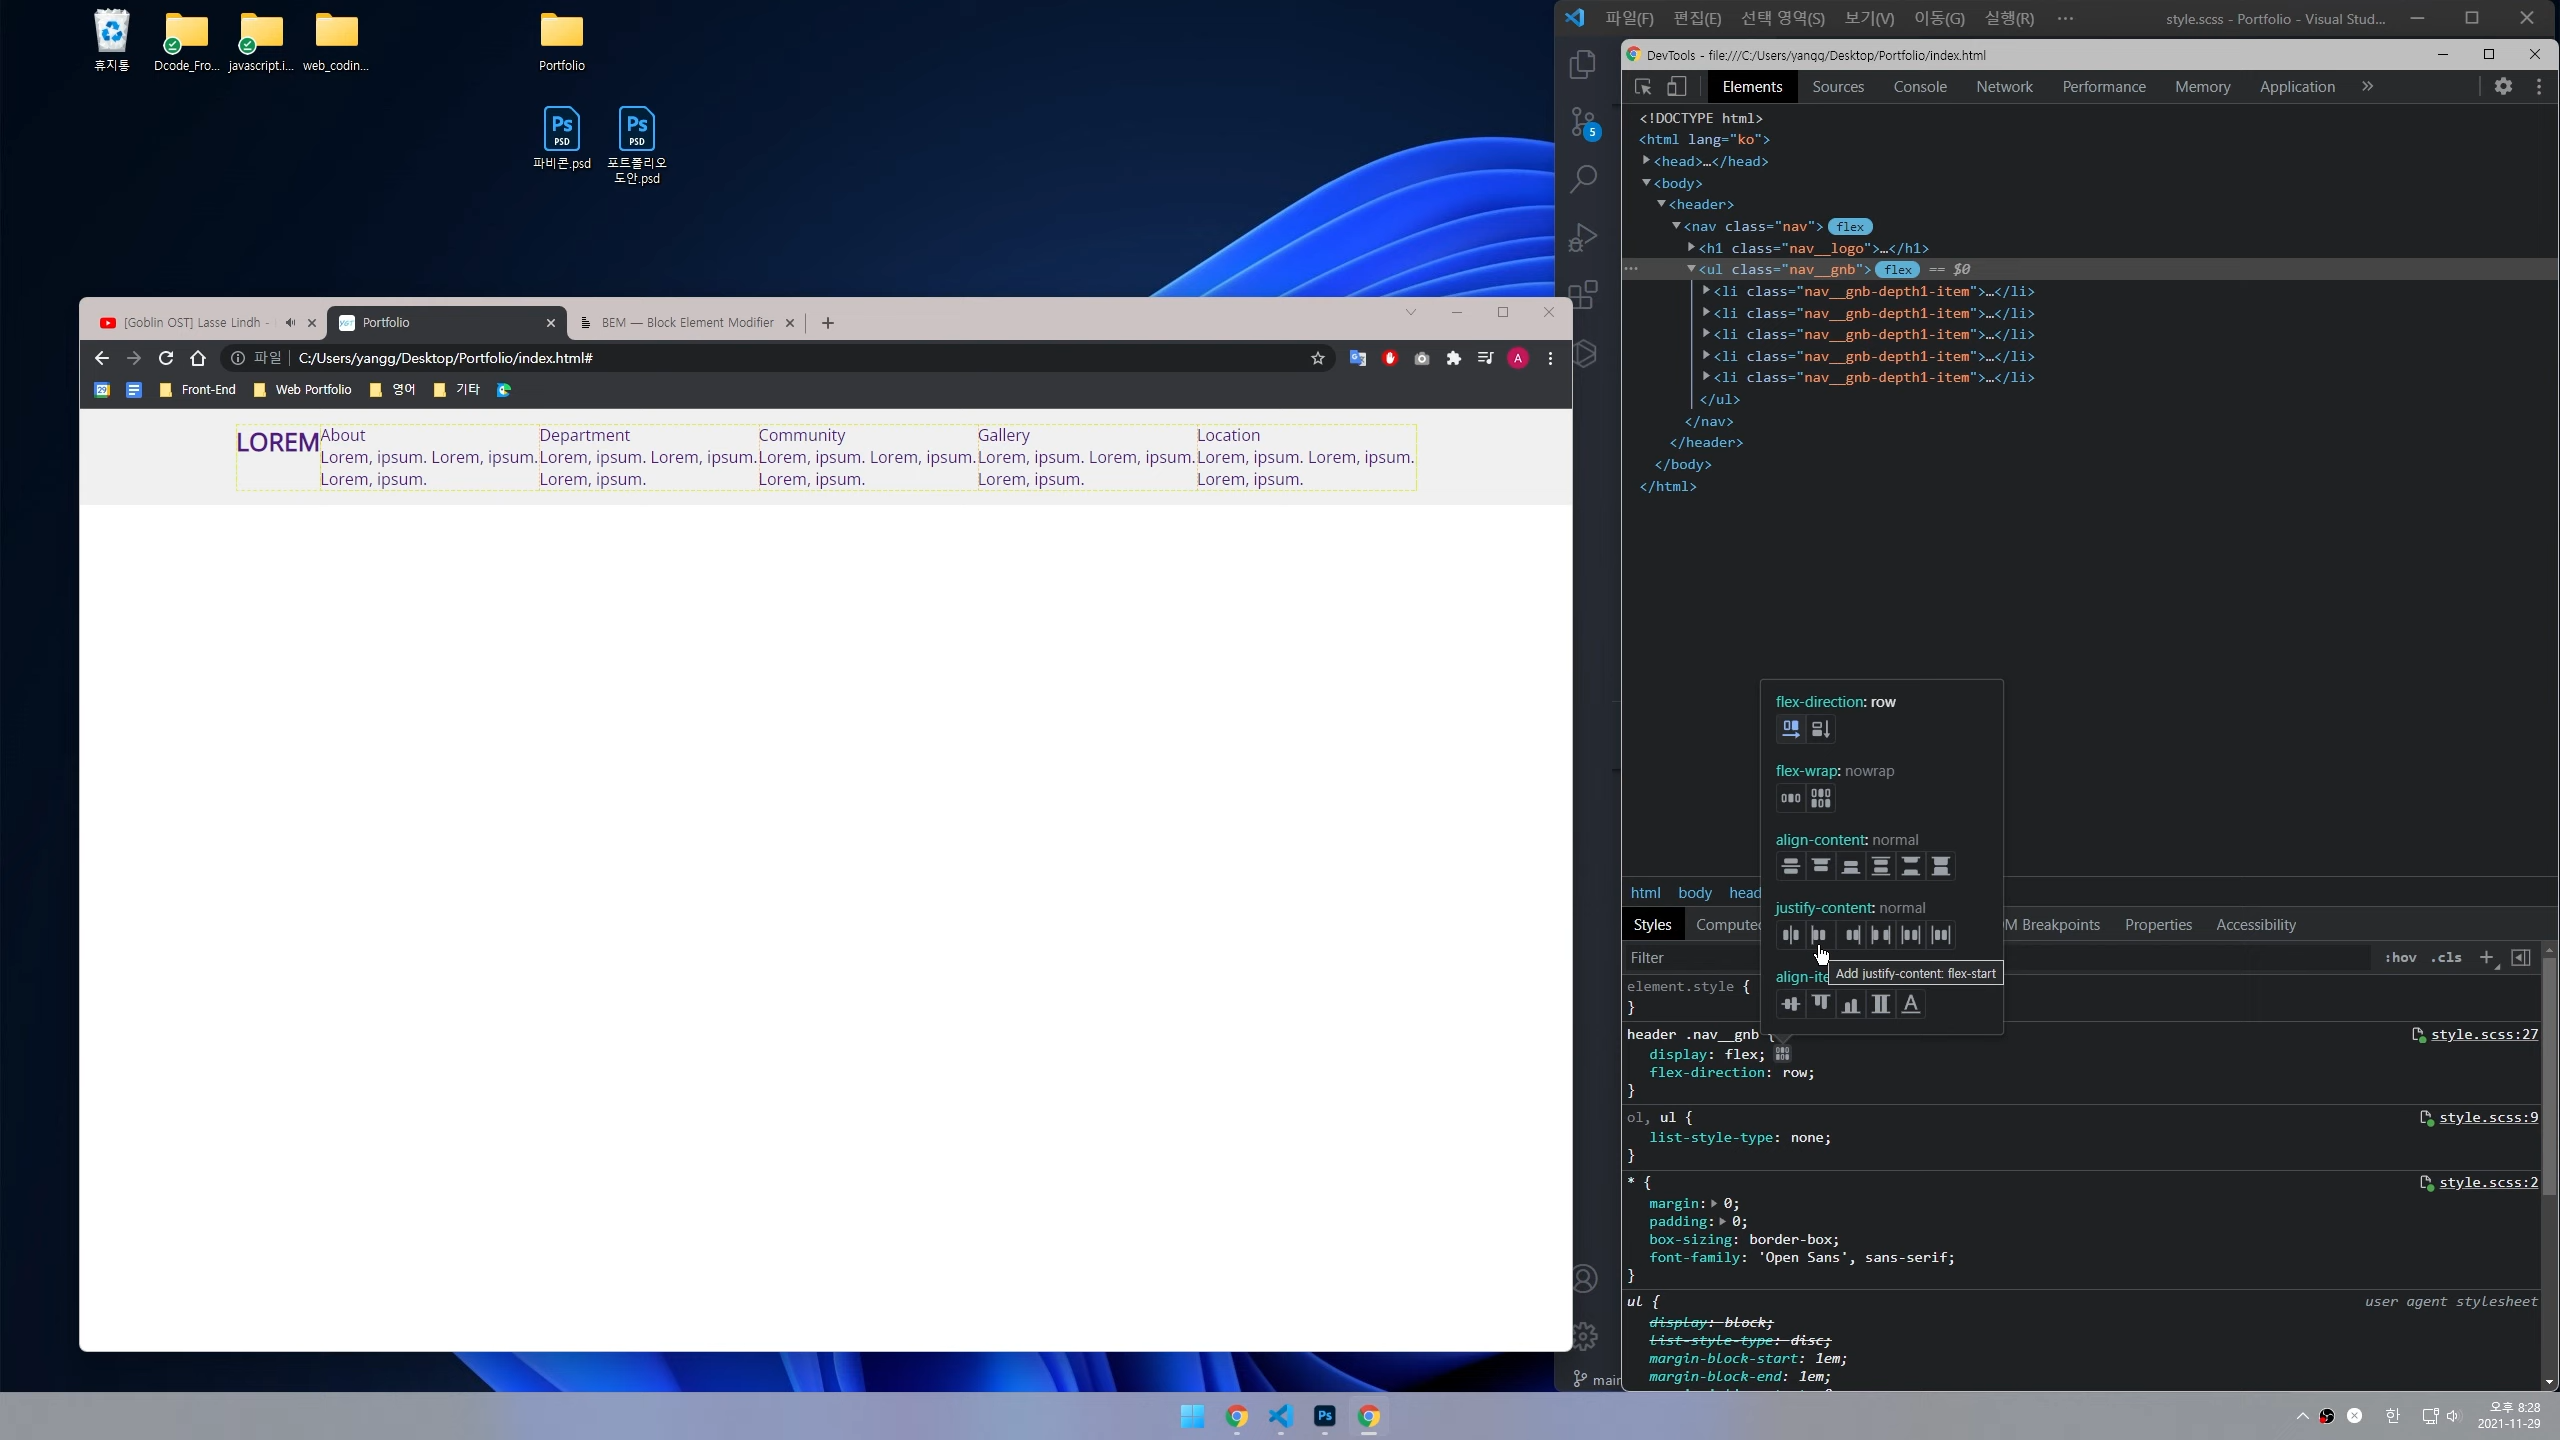 휴지통
Dcode_Fro...
javascript.i...
web_codin...
Portfolio
Ps
PSD
Ps
PSD
파비콘.psd
포트폴리오
도안.psd
파일(F)
편집(E)
선택 영역(S)
보기(V)
이동(G)
실행(R)
···
style.scss - Portfolio - Visual Stud...
5
DevTools - file:///C:/Users/yangg/Desktop/Portfolio/index.html
Elements
Sources
Console
Network
Performance
Memory
Application
»
<!DOCTYPE html>
<html lang="ko">
<head>…</head>
<body>
<header>
<nav class="nav"> flex
<h1 class="nav__logo">…</h1>
<ul class="nav__gnb"> flex == $0
<li class="nav__gnb-depth1-item">…</li>
<li class="nav__gnb-depth1-item">…</li>
<li class="nav__gnb-depth1-item">…</li>
<li class="nav__gnb-depth1-item">…</li>
<li class="nav__gnb-depth1-item">…</li>
</ul>
</nav>
</header>
</body>
</html>
[Goblin OST] Lasse Lindh -
Portfolio
BEM — Block Element Modifier
파일
C:/Users/yangg/Desktop/Portfolio/index.html#
A
Front-End
Web Portfolio
영어
기타
LOREM
About
Lorem, ipsum. Lorem, ipsum.
Lorem, ipsum.
Department
Lorem, ipsum. Lorem, ipsum.
Lorem, ipsum.
Community
Lorem, ipsum. Lorem, ipsum.
Lorem, ipsum.
Gallery
Lorem, ipsum. Lorem, ipsum.
Lorem, ipsum.
Location
Lorem, ipsum. Lorem, ipsum.
Lorem, ipsum.
flex-direction: row
flex-wrap: nowrap
align-content: normal
justify-content: normal
Add justify-content: flex-start
align-ite
html
body
head
Styles
Compute
M Breakpoints
Properties
Accessibility
Filter
:hov
.cls
element.style {
}
header .nav__gnb {
style.scss:27
display: flex;
flex-direction: row;
}
ol, ul {
style.scss:9
list-style-type: none;
}
* {
style.scss:2
margin: 0;
padding: 0;
box-sizing: border-box;
font-family: 'Open Sans', sans-serif;
}
ul {
user agent stylesheet
display: block;
list-style-type: disc;
margin-block-start: 1em;
margin-block-end: 1em;
main
Ps
한
오후 8:28
2021-11-29